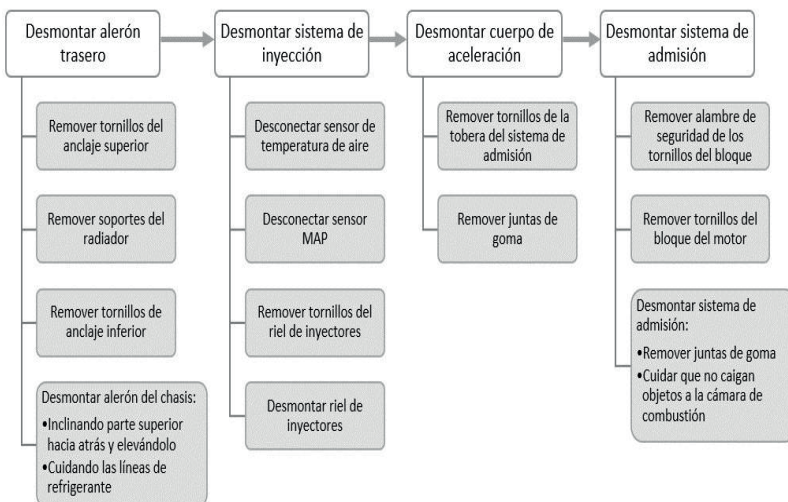 Desmontar alerón
trasero
Remover tornillos del
anclaje superior
Remover soportes del
radiador
Remover tornillos de
anclaje inferior
Desmontar alerón del chasis:
•Inclinando parte superior
hacia atrás y elevándolo
•Cuidando las líneas de
refrigerante
Desmontar sistema de
inyección
Desconectar sensor de
temperatura de aire
Desconectar sensor
MAP
Remover tornillos del
riel de inyectores
Desmontar riel de
inyectores
Desmontar cuerpo de
aceleración
Remover tornillos de la
tobera del sistema de
admisión
Remover juntas de
goma
Desmontar sistema de
admisión
Remover alambre de
seguridad de los
tornillos del bloque
Remover tornillos del
bloque del motor
Desmontar sistema de
admisión:
•Remover juntas de goma
•Cuidar que no caigan
objetos a la cámara de
combustión